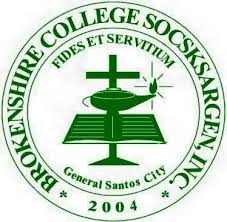 * BROKENSHIRE COLLEGE SOCSKSARGEN, INC. *
FIDES ET SERVITIUM
General Santos City
2004